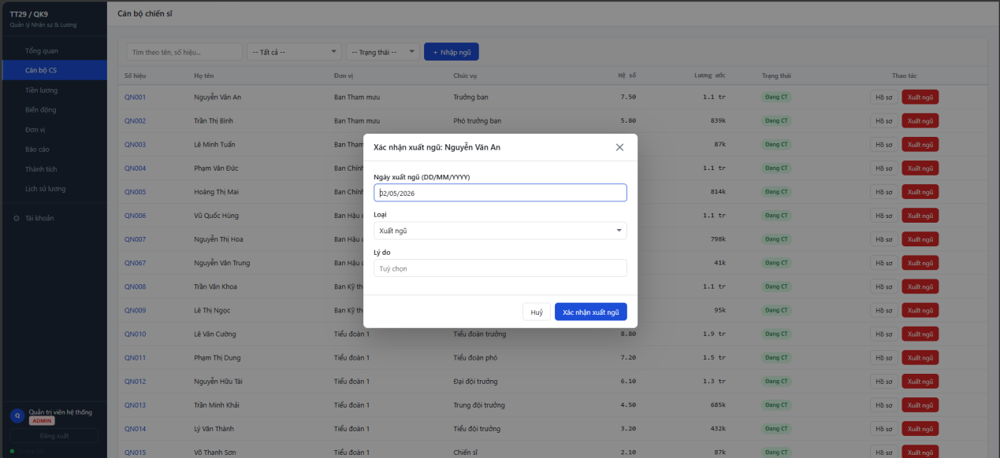 TT29 / QK9
Quản lý Nhân sự & Lương
Tổng quan
Cán bộ CS
Tiền lương
Biến động
Đơn vị
Báo cáo
Thành tích
Lịch sử lương
Tài khoản
Q Quản trị viên hệ thống
ADMIN
Đăng xuất
Cán bộ chiến sĩ
Tìm theo tên, số hiệu... -- Tất cả -- -- Trạng thái -- + Nhập ngũ
Số hiệu Họ tên Đơn vị Chức vụ Hệ số Lương ước Trạng thái Thao tác
QN001 Nguyễn Văn An Ban Tham mưu Trưởng ban 7.50 1.1 tr Đang CT Hồ sơ Xuất ngũ
QN002 Trần Thị Bình Ban Tham mưu Phó trưởng ban 5.80 839k Đang CT Hồ sơ Xuất ngũ
QN003 Lê Minh Tuấn Ban Tham 87k Đang CT Hồ sơ Xuất ngũ
QN004 Phạm Văn Đức Ban Chính 1.1 tr Đang CT Hồ sơ Xuất ngũ
QN005 Hoàng Thị Mai Ban Chính 814k Đang CT Hồ sơ Xuất ngũ
QN006 Vũ Quốc Hùng Ban Hậu 1.1 tr Đang CT Hồ sơ Xuất ngũ
QN007 Nguyễn Thị Hoa Ban Hậu 798k Đang CT Hồ sơ Xuất ngũ
QN067 Nguyễn Văn Trung Ban Hậu 41k Đang CT Hồ sơ Xuất ngũ
QN008 Trần Văn Khoa Ban Kỹ th 1.1 tr Đang CT Hồ sơ Xuất ngũ
QN009 Lê Thị Ngọc Ban Kỹ th 95k Đang CT Hồ sơ Xuất ngũ
QN010 Lê Văn Cường Tiểu đoàn 1 Tiểu đoàn trưởng 8.80 1.9 tr Đang CT Hồ sơ Xuất ngũ
QN011 Phạm Thị Dung Tiểu đoàn 1 Tiểu đoàn phó 7.20 1.5 tr Đang CT Hồ sơ Xuất ngũ
QN012 Nguyễn Hữu Tài Tiểu đoàn 1 Đại đội trưởng 6.10 1.3 tr Đang CT Hồ sơ Xuất ngũ
QN013 Trần Minh Khải Tiểu đoàn 1 Trung đội trưởng 4.50 685k Đang CT Hồ sơ Xuất ngũ
QN014 Lý Văn Thành Tiểu đoàn 1 Tiểu đội trưởng 3.20 432k Đang CT Hồ sơ Xuất ngũ
QN015 Võ Thanh Sơn Tiểu đoàn 1 Chiến sĩ 2.10 87k Đang CT Hồ sơ Xuất ngũ
Xác nhận xuất ngũ: Nguyễn Văn An
Ngày xuất ngũ (DD/MM/YYYY)
02/05/2026
Loại
Xuất ngũ
Lý do
Tuỳ chọn
Huỷ Xác nhận xuất ngũ